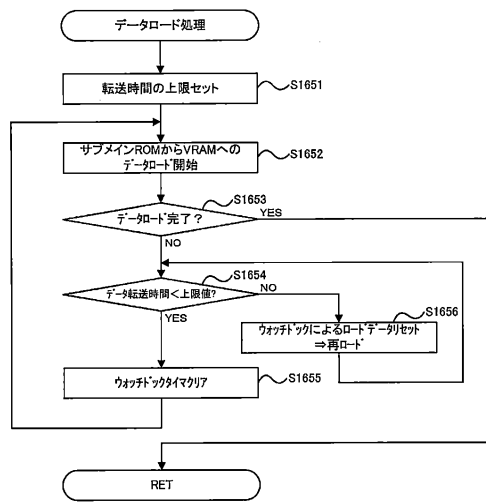 データロード処理
転送時間の上限セット
S1651
サブメインROMからVRAMへの
データロード開始
S1652
S1653
データロード完了？
YES
NO
S1654
データ転送時間＜上限値?
NO
YES
S1656
ウォッチドックによるロードデータリセット
⇒再ロード
ウォッチドックタイマクリア
S1655
RET